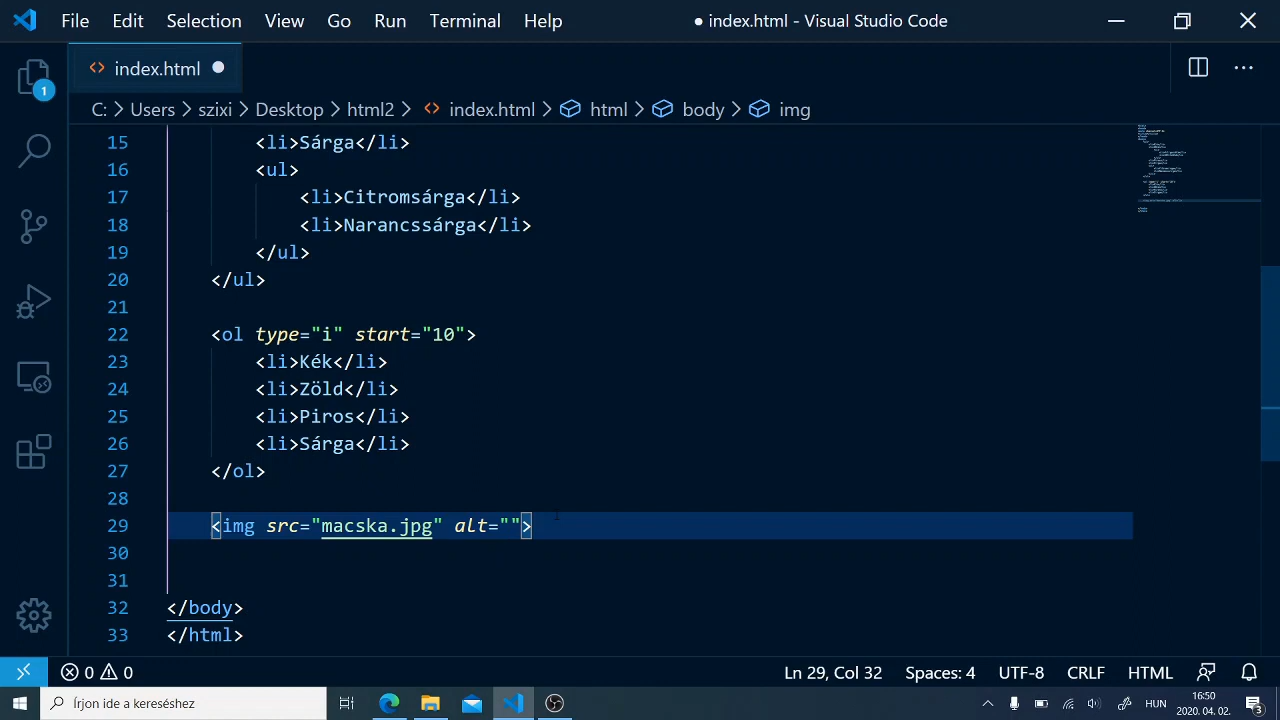 File Edit Selection View Go Run Terminal Help ● index.html - Visual Studio Code
<> index.html
C: > Users > szixi > Desktop > html2 > <> index.html > html > body > img
1
15 <li>Sárga</li>
16 <ul>
17 <li>Citromsárga</li>
18 <li>Narancssárga</li>
19 </ul>
20 </ul>
21
22 <ol type="i" start="10">
23 <li>Kék</li>
24 <li>Zöld</li>
25 <li>Piros</li>
26 <li>Sárga</li>
27 </ol>
28
29 <img src="macska.jpg" alt="">
30
31
32 </body>
33 </html>
0 0 Ln 29, Col 32 Spaces: 4 UTF-8 CRLF HTML
Írjon ide a kereséshez HUN 16:50
2020. 04. 02. 3